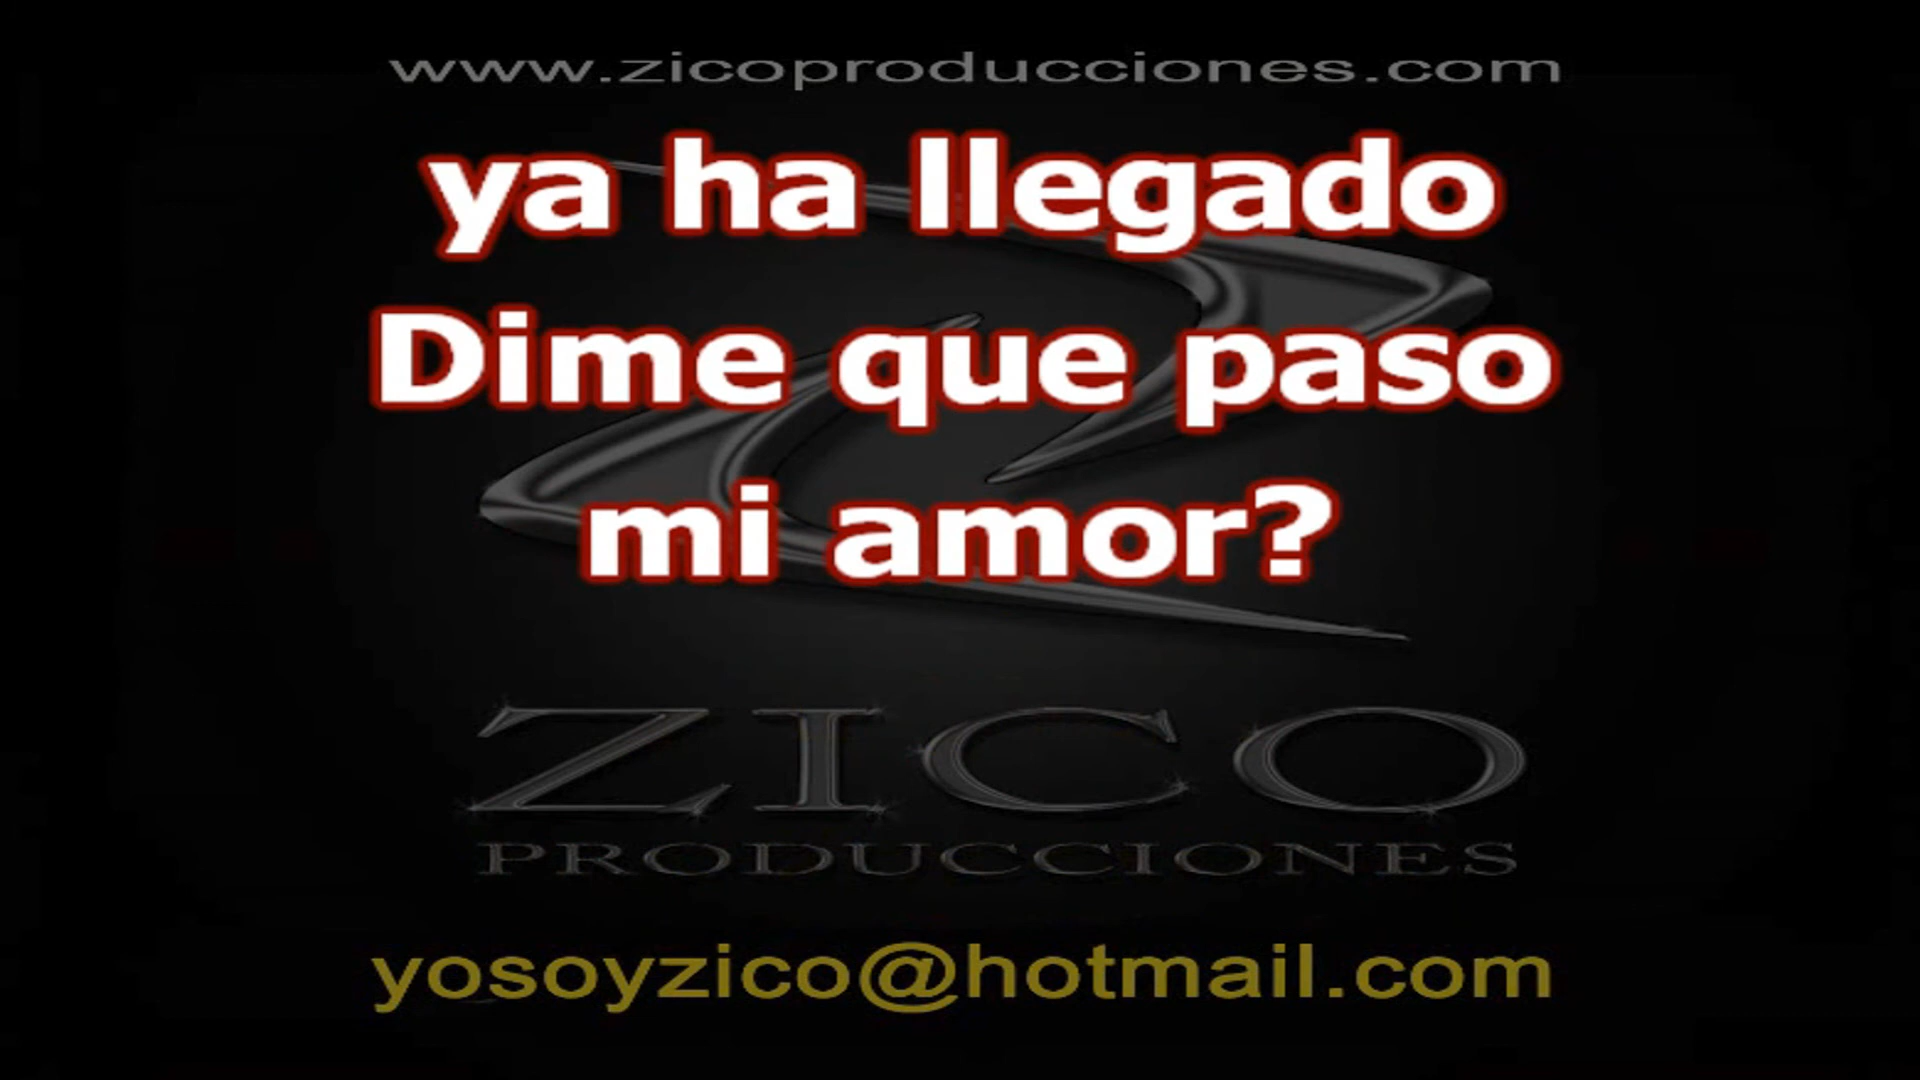 www.zicoproducciones.com
ya ha llegado
Dime que paso
mi amor?
ZICO
PRODUCCIONES
yosoyzico@hotmail.com